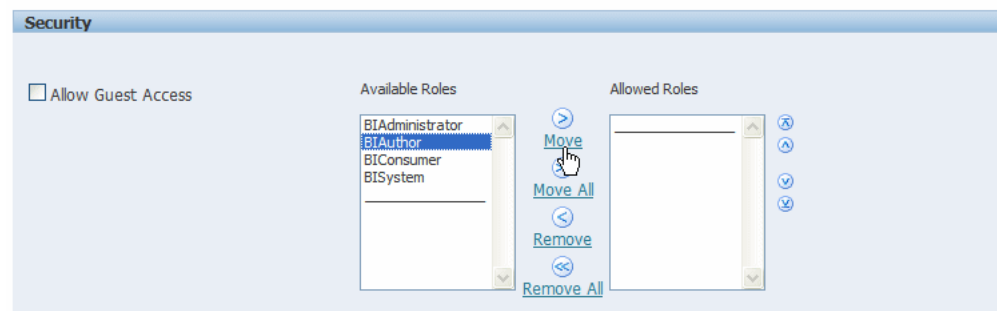 Security
Allow Guest Access
Available Roles
Allowed Roles
BIAdministrator
BIAuthor
BIConsumer
BISystem
Move
Move All
Remove
Remove All